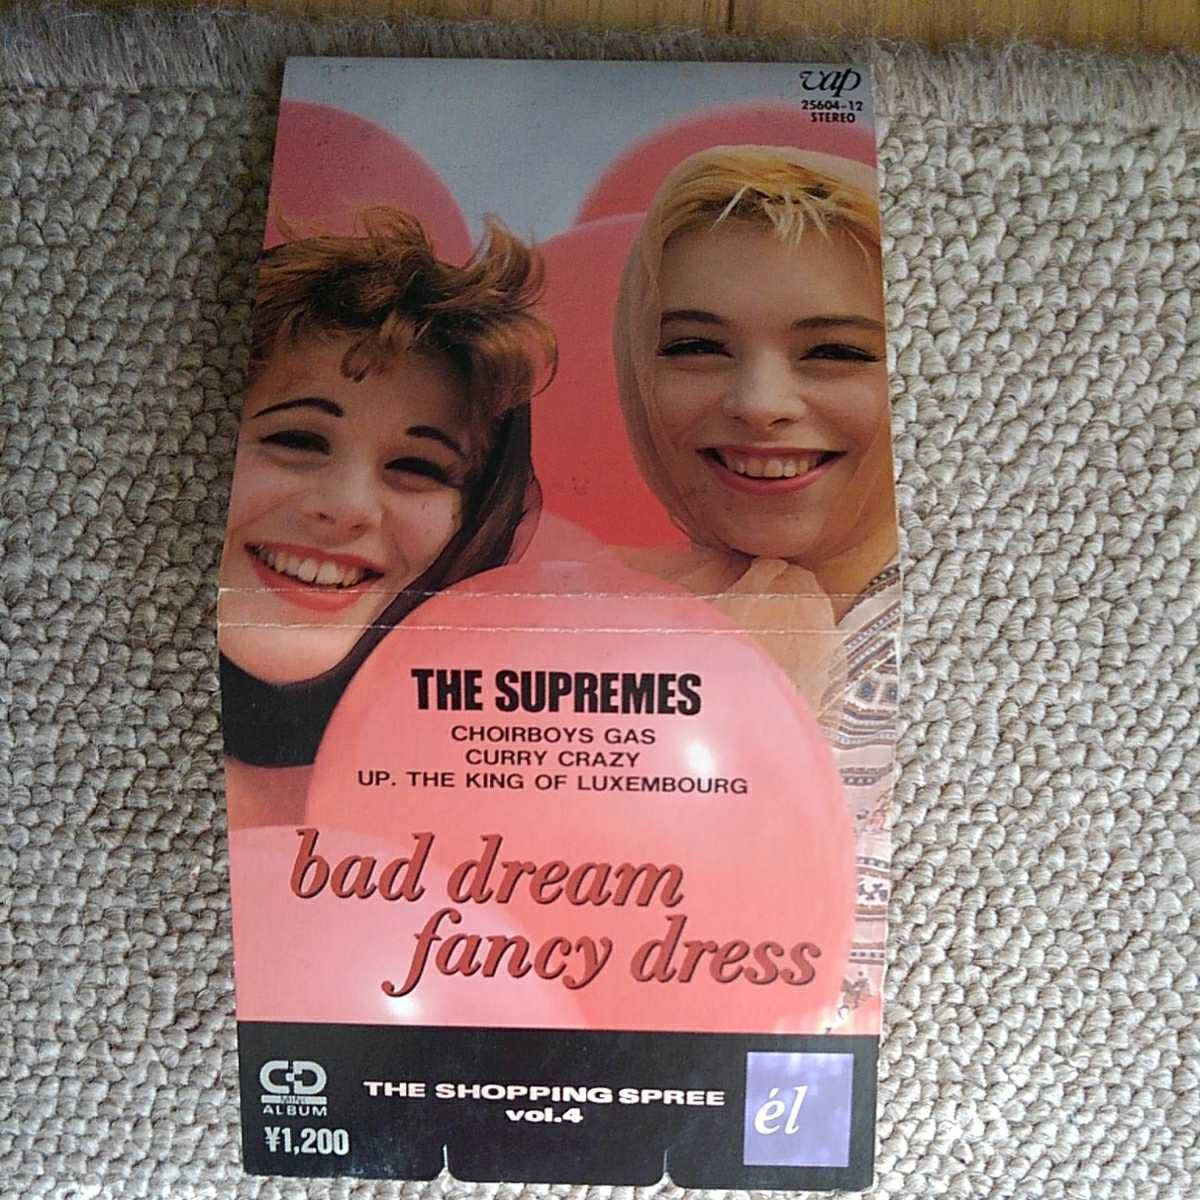 vap
25604-12
STEREO
THE SUPREMES
CHOIRBOYS GAS
CURRY CRAZY
UP. THE KING OF LUXEMBOURG
bad dream
fancy dress
CD
MINI
ALBUM
¥1,200
THE SHOPPING SPREE
vol.4
él